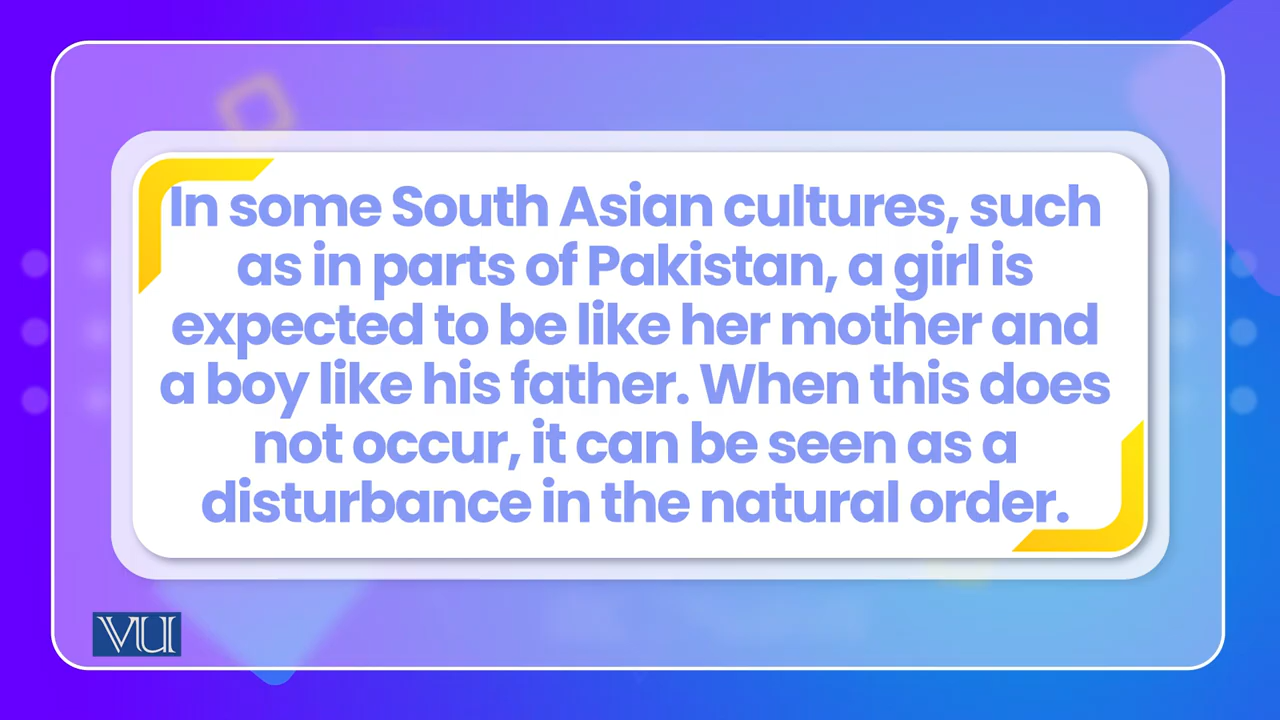 In some South Asian cultures, such
as in parts of Pakistan, a girl is
expected to be like her mother and
a boy like his father. When this does
not occur, it can be seen as a
disturbance in the natural order.
VU